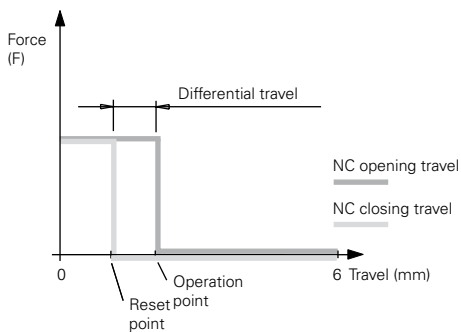 Force
(F)
Differential travel
NC opening travel
NC closing travel
0
6 Travel (mm)
Operation
point
Reset
point